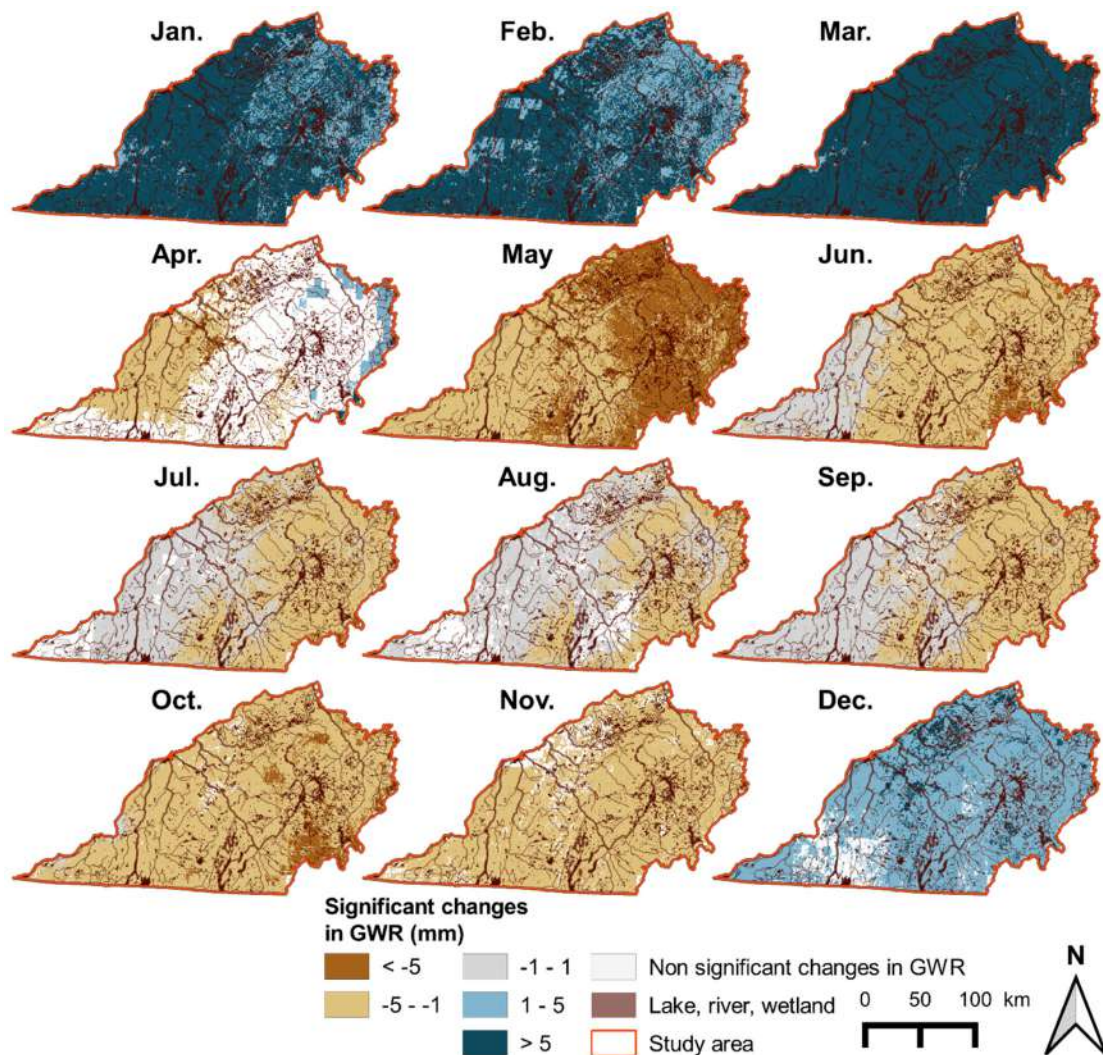 Jan.
Feb.
Mar.
Apr.
May
Jun.
Jul.
Aug.
Sep.
Oct.
Nov.
Dec.
Significant changes
in GWR (mm)
< -5
-1 - 1
Non significant changes in GWR
-5 - -1
1 - 5
Lake, river, wetland
> 5
Study area
0 50 100 km
N